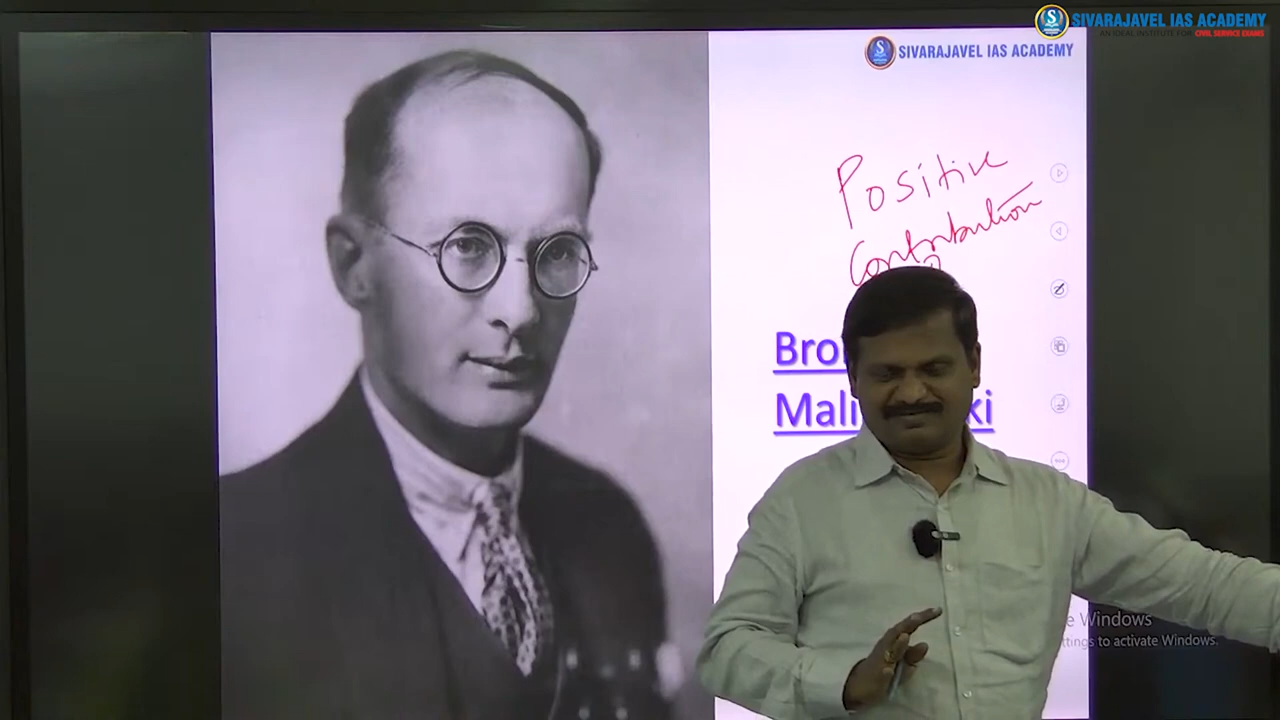 SIVARAJAVEL IAS ACADEMY
AN IDEAL INSTITUTE FOR CIVIL SERVICE EXAMS
SIVARAJAVEL IAS ACADEMY
Positive
Contribution
Bro
Mali ki
e Windows
ttings to activate Windows.